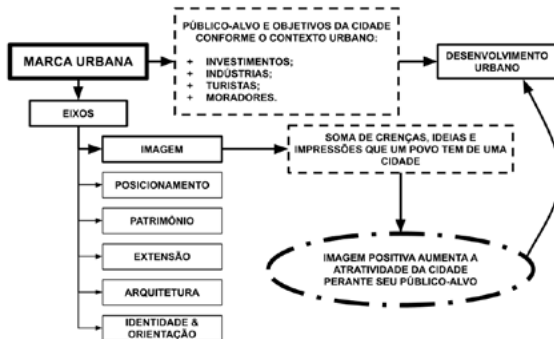 PÚBLICO-ALVO E OBJETIVOS DA CIDADE
CONFORME O CONTEXTO URBANO:
+ INVESTIMENTOS;
+ INDÚSTRIAS;
+ TURISTAS;
+ MORADORES.
MARCA URBANA
DESENVOLVIMENTO
URBANO
EIXOS
IMAGEM
SOMA DE CRENÇAS, IDEIAS E
IMPRESSÕES QUE UM POVO TEM DE UMA
CIDADE
POSICIONAMENTO
PATRIMÔNIO
EXTENSÃO
ARQUITETURA
IDENTIDADE &
ORIENTAÇÃO
IMAGEM POSITIVA AUMENTA A
ATRATIVIDADE DA CIDADE
PERANTE SEU PÚBLICO-ALVO